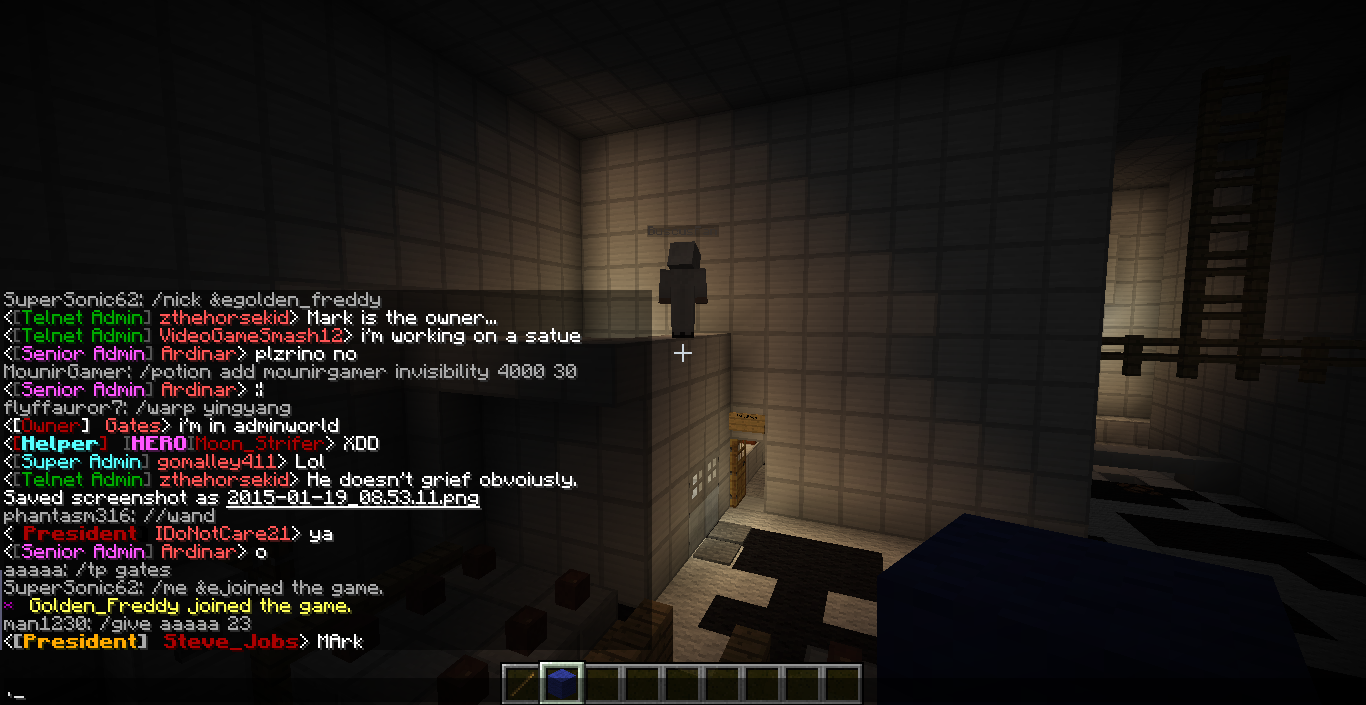 SuperSonic62: /nick &egolden_freddy
<[Telnet Admin] zthehorsekid> Mark is the owner...
<[Telnet Admin] VideoGameSmash12> i'm working on a satue
<[Senior Admin] Ardinar> plzrino no
MounirGamer: /potion add mounirgamer invisibility 4000 30
<[Senior Admin] Ardinar> :|
flyffauror7: /warp yingyang
<[Owner] Gates> i'm in adminworld
<[Helper] [HERO]Moon_Strifer> XDD
<[Super Admin] gomalley411> Lol
<[Telnet Admin] zthehorsekid> He doesn't grief obvoiusly.
Saved screenshot as 2015-01-19_08.53.11.png
phantasm316: //wand
< President IDoNotCare21> ya
<[Senior Admin] Ardinar> o
aaaaa: /tp gates
SuperSonic62: /me &ejoined the game.
* Golden_Freddy joined the game.
man1230: /give aaaaa 23
<[President] Steve_Jobs> MArk
'_